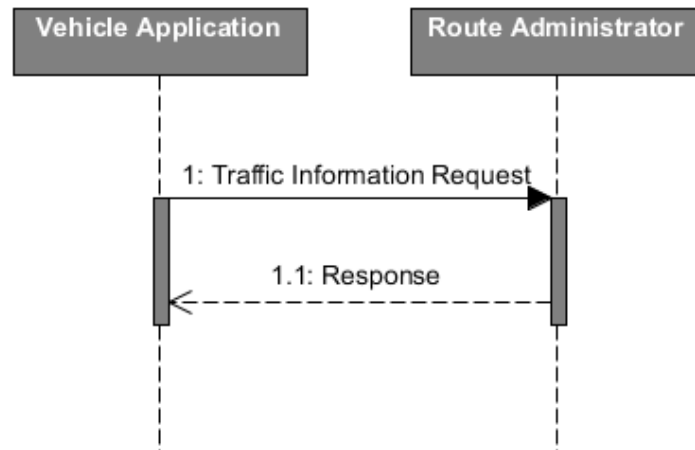 Vehicle Application
Route Administrator
1: Traffic Information Request
1.1: Response